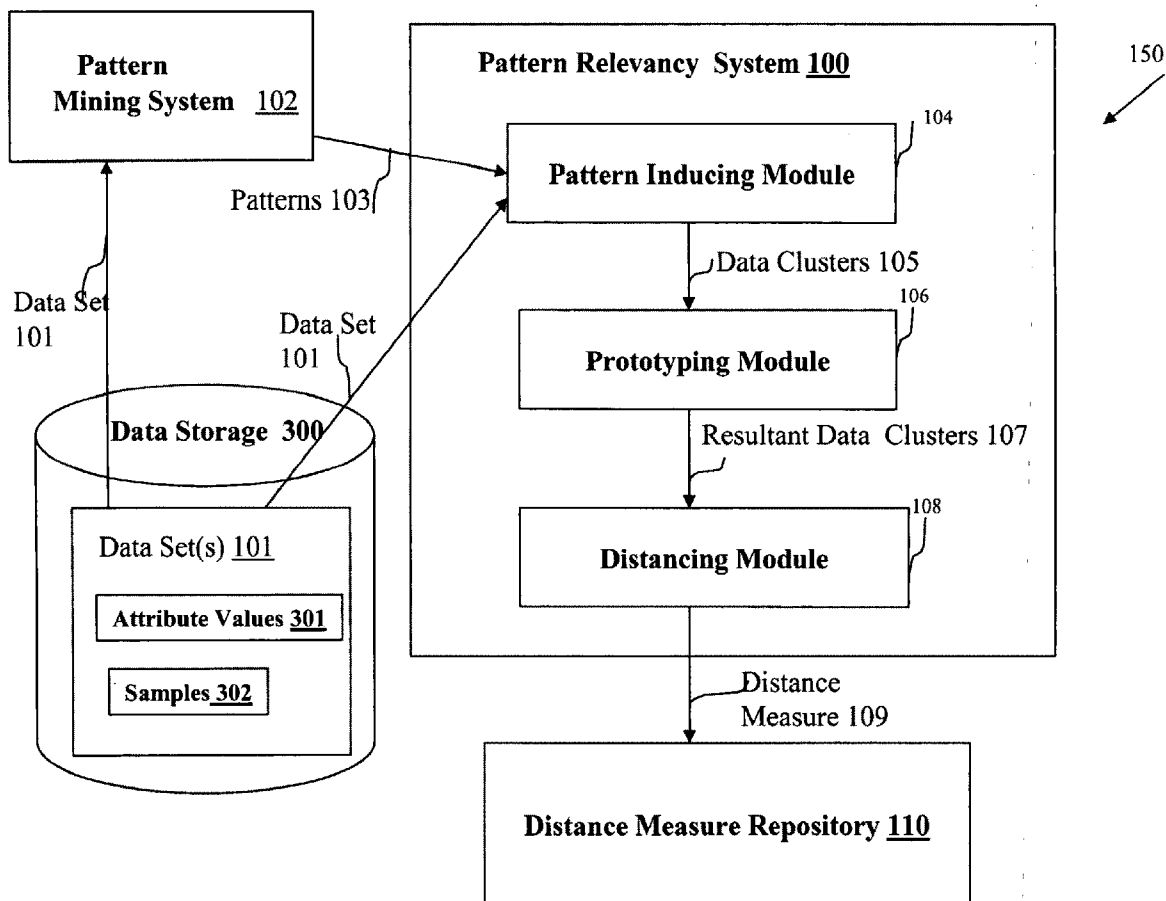 Pattern
Mining System 102
Pattern Relevancy System 100
150
104
Pattern Inducing Module
Patterns 103
Data Clusters 105
106
Data Set
101
Data Set
101
Prototyping Module
Data Storage 300
Resultant Data Clusters 107
108
Data Set(s) 101
Distancing Module
Attribute Values 301
Samples 302
Distance
Measure 109
Distance Measure Repository 110